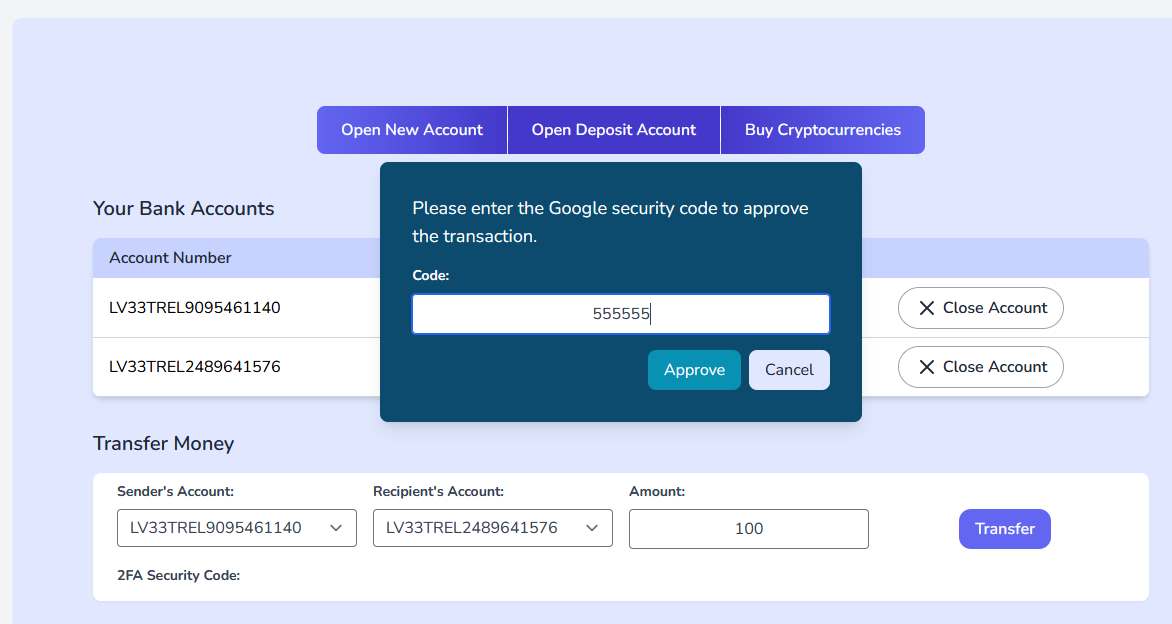 Open New Account
Open Deposit Account
Buy Cryptocurrencies
Please enter the Google security code to approve
the transaction.
Code:
555555
Approve
Cancel
Your Bank Accounts
Account Number
LV33TREL9095461140
Close Account
LV33TREL2489641576
Close Account
Transfer Money
Sender's Account:
Recipient's Account:
Amount:
LV33TREL9095461140
LV33TREL2489641576
100
Transfer
2FA Security Code: